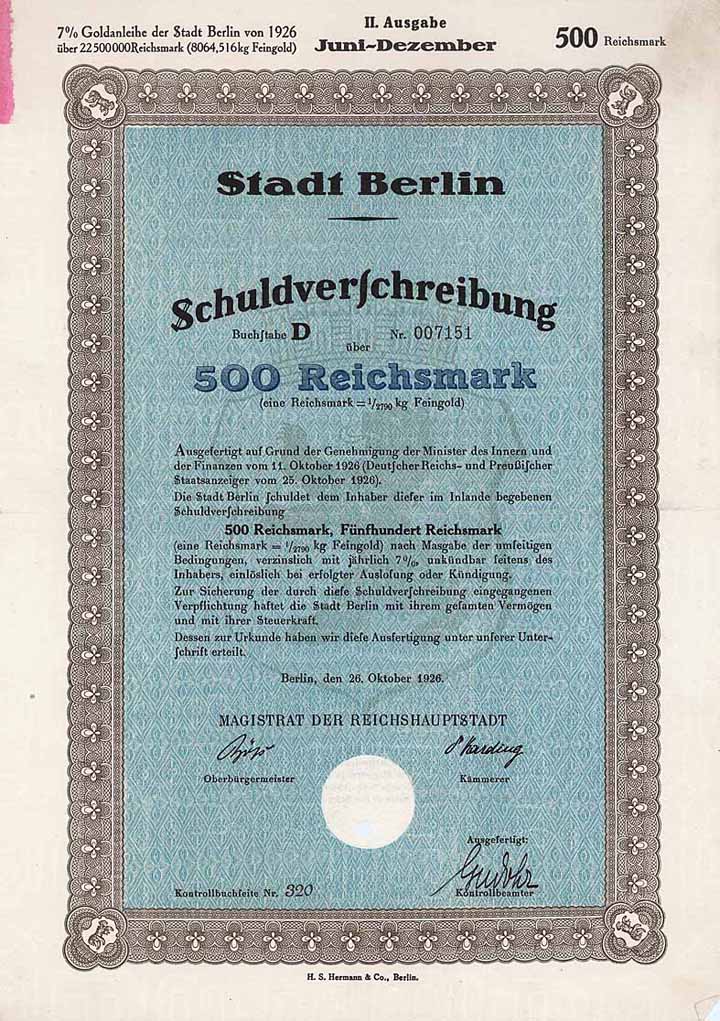 7% Goldanleihe der Stadt Berlin von 1926
über 22500000 Reichsmark (8064,516 kg Feingold)
II. Ausgabe
Juni-Dezember
500 Reichsmark
Stadt Berlin
Schuldverſchreibung
Buchſtabe D Nr. 007151
über
500 Reichsmark
(eine Reichsmark = 1/2790 kg Feingold)
Ausgefertigt auf Grund der Genehmigung der Minister des Innern und
der Finanzen vom 11. Oktober 1926 (Deutſcher Reichs- und Preußiſcher
Staatsanzeiger vom 25. Oktober 1926).
Die Stadt Berlin ſchuldet dem Inhaber dieſer im Inlande begebenen
Schuldverſchreibung
500 Reichsmark, Fünfhundert Reichsmark
(eine Reichsmark = 1/2790 kg Feingold) nach Masgabe der umſeitigen
Bedingungen, verzinslich mit jährlich 7%, unkündbar ſeitens des
Inhabers, einlöslich bei erfolgter Ausloſung oder Kündigung.
Zur Sicherung der durch dieſe Schuldverſchreibung eingegangenen
Verpflichtung haftet die Stadt Berlin mit ihrem geſamten Vermögen
und mit ihrer Steuerkraft.
Dessen zur Urkunde haben wir dieſe Ausfertigung unter unſerer Unter-
ſchrift erteilt.
Berlin, den 26. Oktober 1926.
MAGISTRAT DER REICHSHAUPTSTADT
Böß
Oberbürgermeister
Kämmerer
Ausgefertigt:
Kontrollbuchſeite Nr. 320
Kontrollbeamter
H. S. Hermann & Co., Berlin.